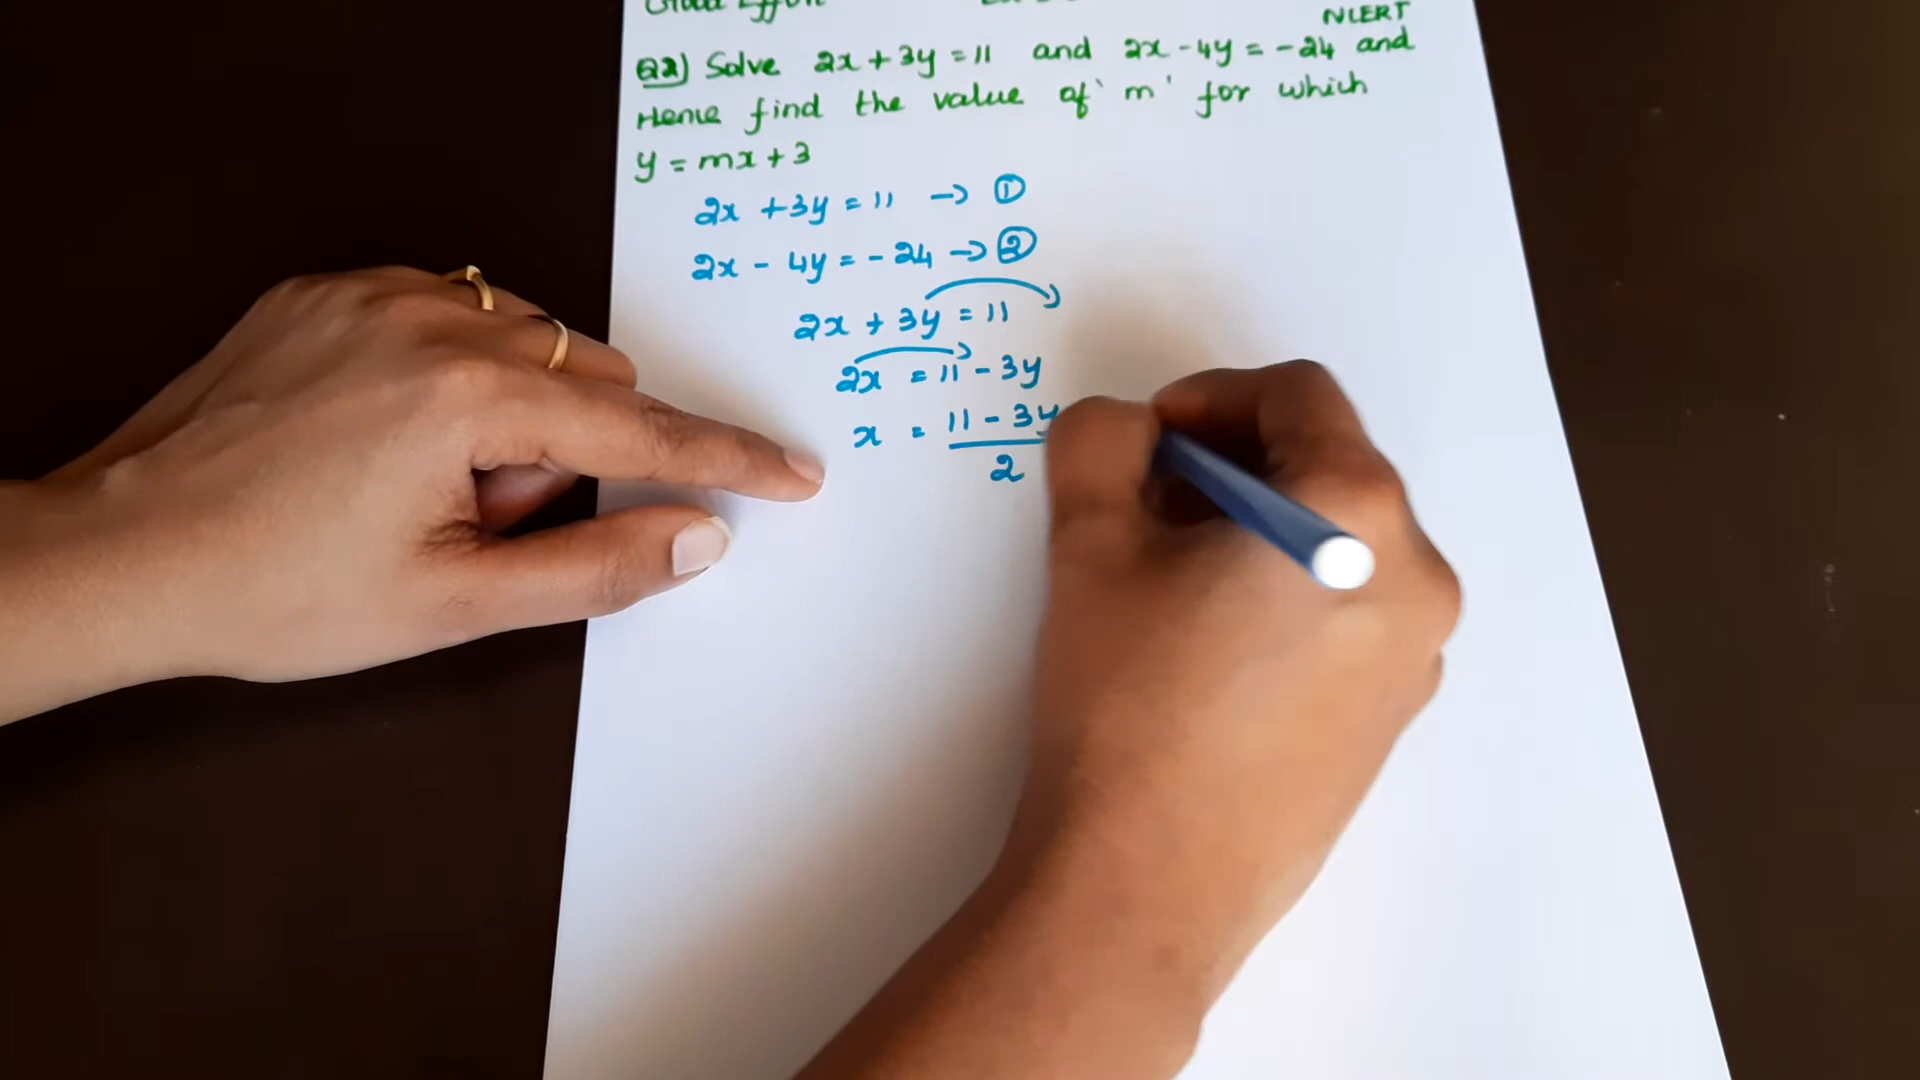 NCERT
Q2) Solve 2x + 3y = 11 and 2x - 4y = -24 and
Hence find the value of 'm' for which
y = mx + 3
2x + 3y = 11 → ①
2x - 4y = - 24 → ②
2x + 3y = 11
2x = 11 - 3y
x = 11 - 3y
2